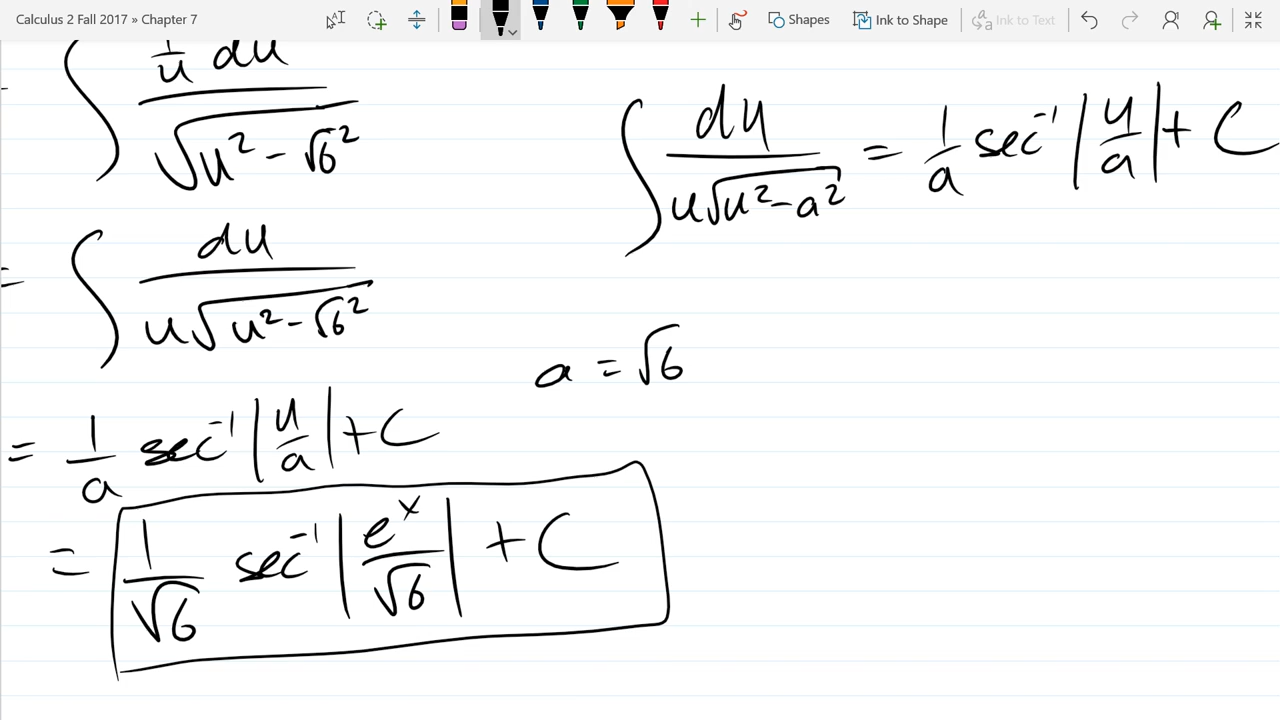 Calculus 2 Fall 2017 » Chapter 7
Shapes
Ink to Shape
Ink to Text
∫ (1/u du)/√(u² − √6²)
= ∫ du/(u√(u² − √6²))
= 1/a sec⁻¹ |u/a| + C
= 1/√6 sec⁻¹ |eˣ/√6| + C
∫ du/(u√(u² − a²)) = 1/a sec⁻¹ |u/a| + C
a = √6